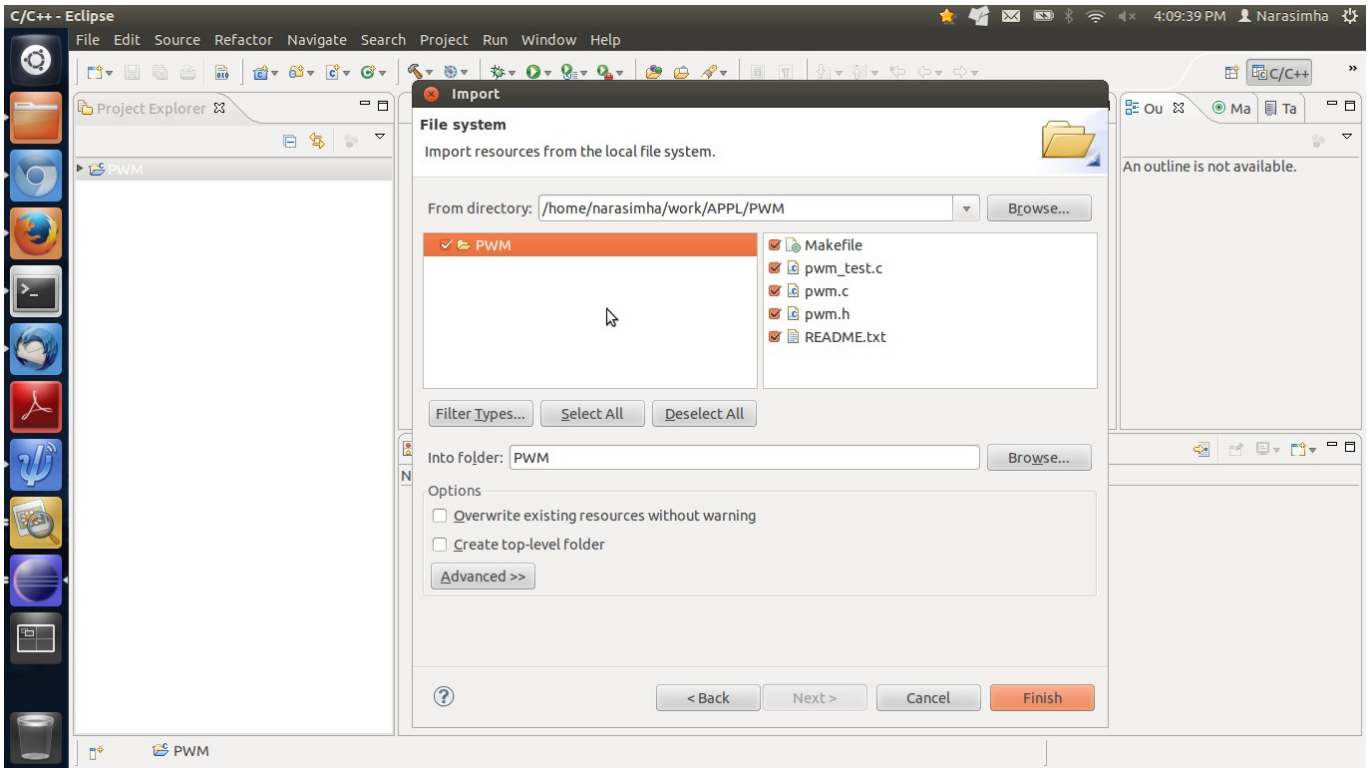 C/C++ - Eclipse
4:09:39 PM Narasimha
File Edit Source Refactor Navigate Search Project Run Window Help
010
C/C++ »
Project Explorer
Import
Ou Ma Ta
File system
Import resources from the local file system.
PWM
An outline is not available.
From directory: /home/narasimha/work/APPL/PWM Browse...
PWM
Makefile
pwm_test.c
pwm.c
pwm.h
README.txt
Filter Types... Select All Deselect All
Into folder: PWM Browse...
N
Options
Overwrite existing resources without warning
Create top-level folder
Advanced >>
? < Back Next > Cancel Finish
PWM